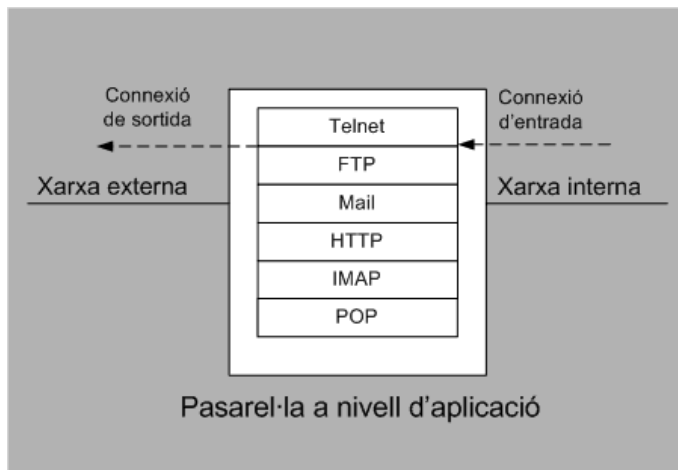 Connexió
de sortida
Connexió
d'entrada
Telnet
FTP
Mail
HTTP
IMAP
POP
Xarxa externa
Xarxa interna
Pasarel·la a nivell d'aplicació